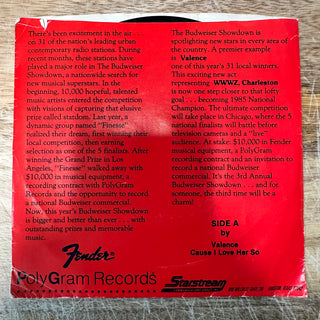 There's been excitement in the air . . .
on 31 of the nation's leading urban
contemporary radio stations. During
recent months, these stations have
played a major role in The Budweiser
Showdown, a nationwide search for
new musical superstars. In the
beginning, 10,000 hopeful, talented
music artists entered the competition
with visions of capturing that elusive
prize called stardom. Last year, a
dynamic group named "Finesse"
realized their dream, first winning their
local competition, then earning
selection as one of the 5 finalists. After
winning the Grand Prize in Los
Angeles, "Finesse" walked away with
$10,000 in musical equipment, a
recording contract with PolyGram
Records and the opportunity to record
a national Budweiser commercial.
Now, this year's Budweiser Showdown
is bigger and better than ever . . . with
outstanding prizes and memorable
music.
The Budweiser Showdown is
spotlighting new stars in every area of
the country. A premier example
is Valence
one of this year's 31 local winners.
This exciting new act
representing WWWZ, Charleston
is now one step closer to that lofty
goal . . . becoming 1985 National
Champion. The ultimate competition
will take place in Chicago, where the 5
national finalists will battle before
television cameras and a "live"
audience. At stake: $10,000 in Fender
musical equipment, a PolyGram
recording contract and an invitation to
record a national Budweiser
commercial. It's the 3rd Annual
Budweiser Showdown . . . and for
someone, the third time will be a
charm!
SIDE A
by
Valence
Cause I Love Her So
Fender
PolyGram Records
Starstream